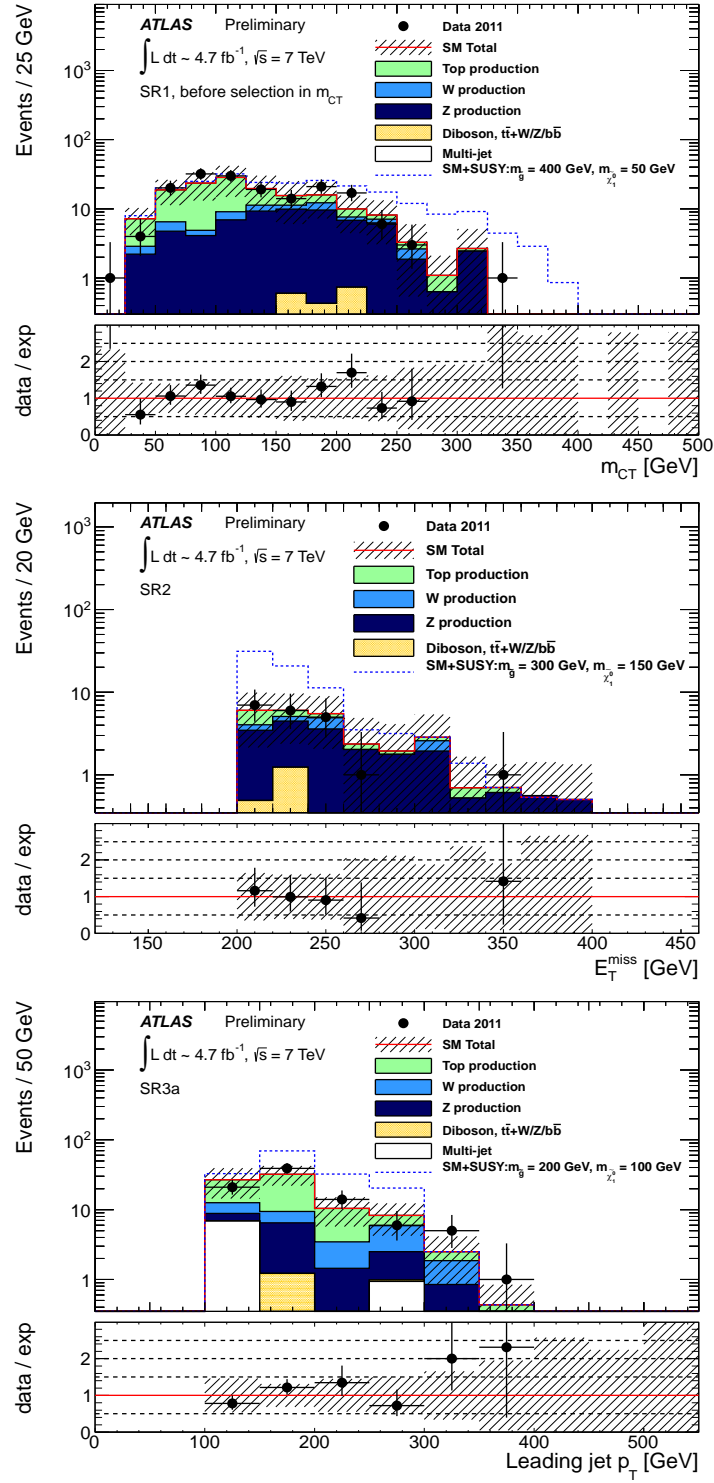 ATLAS Preliminary
∫ L dt ~ 4.7 fb⁻¹, √s = 7 TeV
SR1, before selection in m_CT
Data 2011
SM Total
Top production
W production
Z production
Diboson, tt̄+W/Z/bb̄
Multi-jet
SM+SUSY:m_g̃ = 400 GeV, m_χ̃₁⁰ = 50 GeV
Events / 25 GeV
10³
10²
10
1
data / exp
2
1
0
0 50 100 150 200 250 300 350 400 450 500
m_CT [GeV]
ATLAS Preliminary
∫ L dt ~ 4.7 fb⁻¹, √s = 7 TeV
SR2
Data 2011
SM Total
Top production
W production
Z production
Diboson, tt̄+W/Z/bb̄
SM+SUSY:m_g̃ = 300 GeV, m_χ̃₁⁰ = 150 GeV
Events / 20 GeV
10³
10²
10
1
data / exp
2
1
0
150 200 250 300 350 400 450
E_T^miss [GeV]
ATLAS Preliminary
∫ L dt ~ 4.7 fb⁻¹, √s = 7 TeV
SR3a
Data 2011
SM Total
Top production
W production
Z production
Diboson, tt̄+W/Z/bb̄
Multi-jet
SM+SUSY:m_g̃ = 200 GeV, m_χ̃₁⁰ = 100 GeV
Events / 50 GeV
10³
10²
10
1
data / exp
2
1
0
0 100 200 300 400 500
Leading jet p_T [GeV]